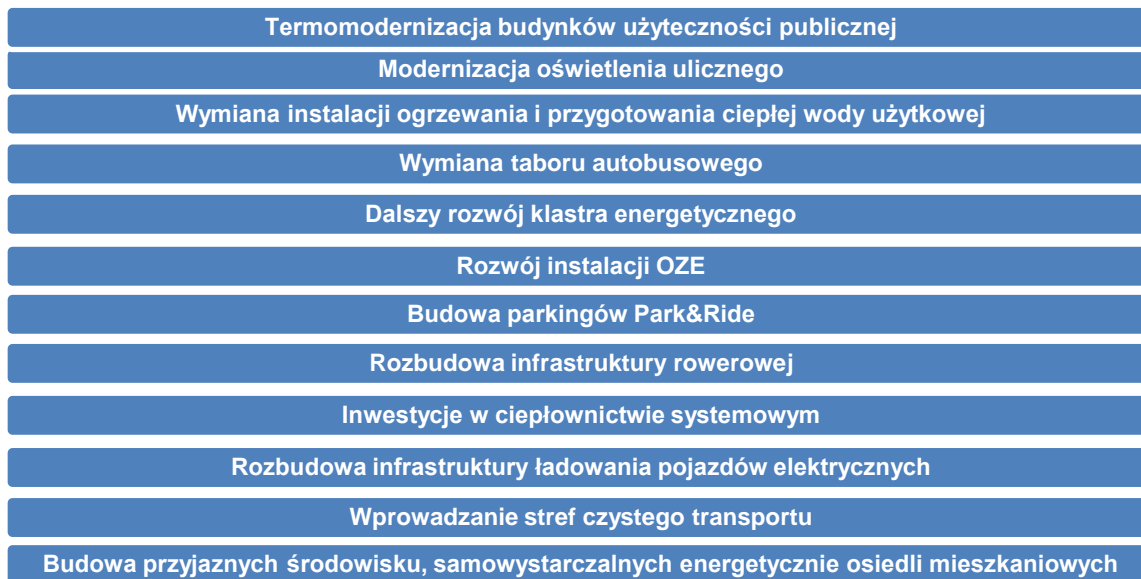 Termomodernizacja budynków użyteczności publicznej
Modernizacja oświetlenia ulicznego
Wymiana instalacji ogrzewania i przygotowania ciepłej wody użytkowej
Wymiana taboru autobusowego
Dalszy rozwój klastra energetycznego
Rozwój instalacji OZE
Budowa parkingów Park&Ride
Rozbudowa infrastruktury rowerowej
Inwestycje w ciepłownictwie systemowym
Rozbudowa infrastruktury ładowania pojazdów elektrycznych
Wprowadzanie stref czystego transportu
Budowa przyjaznych środowisku, samowystarczalnych energetycznie osiedli mieszkaniowych